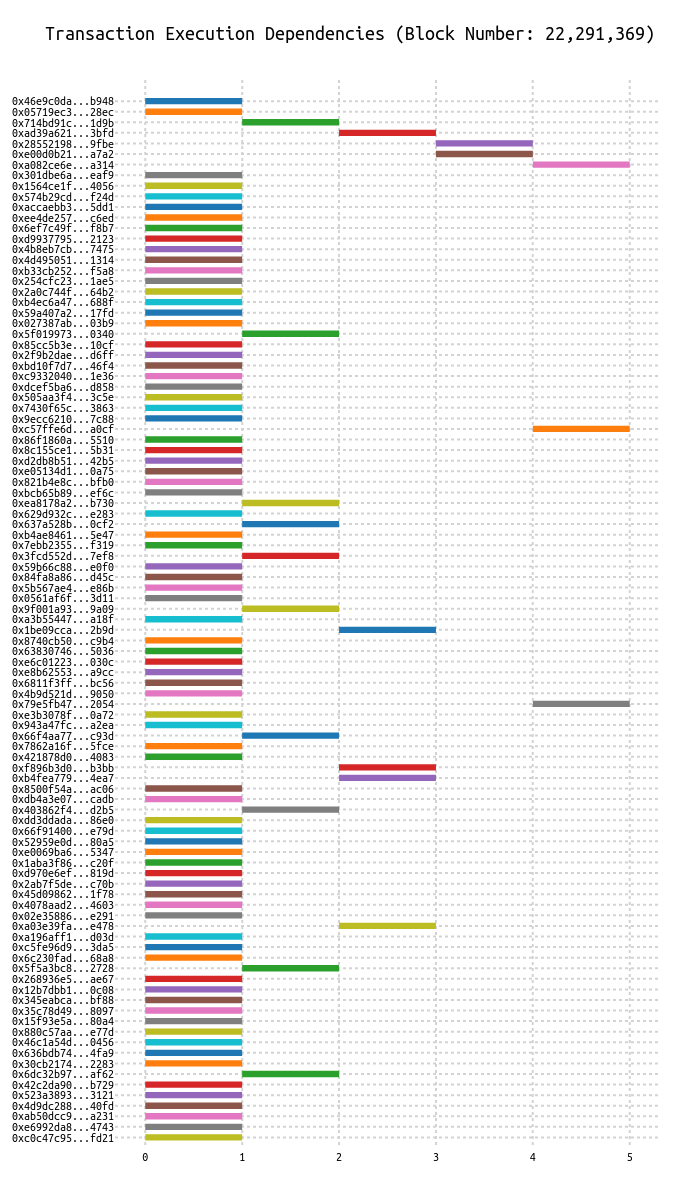 Transaction Execution Dependencies (Block Number: 22,291,369)
0x46e9c0da...b948
0x05719ec3...28ec
0x714bd91c...1d9b
0xad39a621...3bfd
0x28552198...9fbe
0xe00d0b21...a7a2
0xa082ce6e...a314
0x301dbe6a...eaf9
0x1564ce1f...4056
0x574b29cd...f24d
0xaccaebb3...5dd1
0xee4de257...c6ed
0x6ef7c49f...f8b7
0xd9937795...2123
0x4b8eb7cb...7475
0x4d495051...1314
0xb33cb252...f5a8
0x254cfc23...1ae5
0x2a0c744f...64b2
0xb4ec6a47...688f
0x59a407a2...17fd
0x027387ab...03b9
0x5f019973...0340
0x85cc5b3e...10cf
0x2f9b2dae...d6ff
0xbd10f7d7...46f4
0xc9332040...1e36
0xdcef5ba6...d858
0x505aa3f4...3c5e
0x7430f65c...3863
0x9ecc6210...7c88
0xc57ffe6d...a0cf
0x86f1860a...5510
0x8c155ce1...5b31
0xd2db8b51...42b5
0xe05134d1...0a75
0x821b4e8c...bfb0
0xbcb65b89...ef6c
0xea8178a2...b730
0x629d932c...e283
0x637a528b...0cf2
0xb4ae8461...5e47
0x7ebb2355...f319
0x3fcd552d...7ef8
0x59b66c88...e0f0
0x84fa8a86...d45c
0x5b567ae4...e86b
0x0561af6f...3d11
0x9f001a93...9a09
0xa3b55447...a18f
0x1be09cca...2b9d
0x8740cb50...c9b4
0x63830746...5036
0xe6c01223...030c
0xe8b62553...a9cc
0x6811f3ff...bc56
0x4b9d521d...9050
0x79e5fb47...2054
0xe3b3078f...0a72
0x943a47fc...a2ea
0x66f4aa77...c93d
0x7862a16f...5fce
0x421878d0...4083
0xf896b3d0...b3bb
0xb4fea779...4ea7
0x8500f54a...ac06
0xdb4a3e07...cadb
0x403862f4...d2b5
0xdd3ddada...86e0
0x66f91400...e79d
0x52959e0d...80a5
0xe0069ba6...5347
0x1aba3f86...c20f
0xd970e6ef...819d
0x2ab7f5de...c70b
0x45d09862...1f78
0x4078aad2...4603
0x02e35886...e291
0xa03e39fa...e478
0xa196aff1...d03d
0xc5fe96d9...3da5
0x6c230fad...68a8
0x5f5a3bc8...2728
0x268936e5...ae67
0x12b7dbb1...0c08
0x345eabca...bf88
0x35c78d49...8097
0x15f93e5a...80a4
0x880c57aa...e77d
0x46c1a54d...0456
0x636bdb74...4fa9
0x30cb2174...2283
0x6dc32b97...af62
0x42c2da90...b729
0x523a3893...3121
0x4d9dc288...40fd
0xab50dcc9...a231
0xe6992da8...4743
0xc0c47c95...fd21
0 1 2 3 4 5